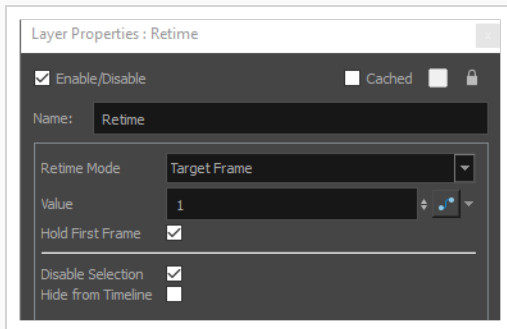 Layer Properties : Retime
Enable/Disable Cached
Name: Retime
Retime Mode Target Frame
Value 1
Hold First Frame
Disable Selection
Hide from Timeline